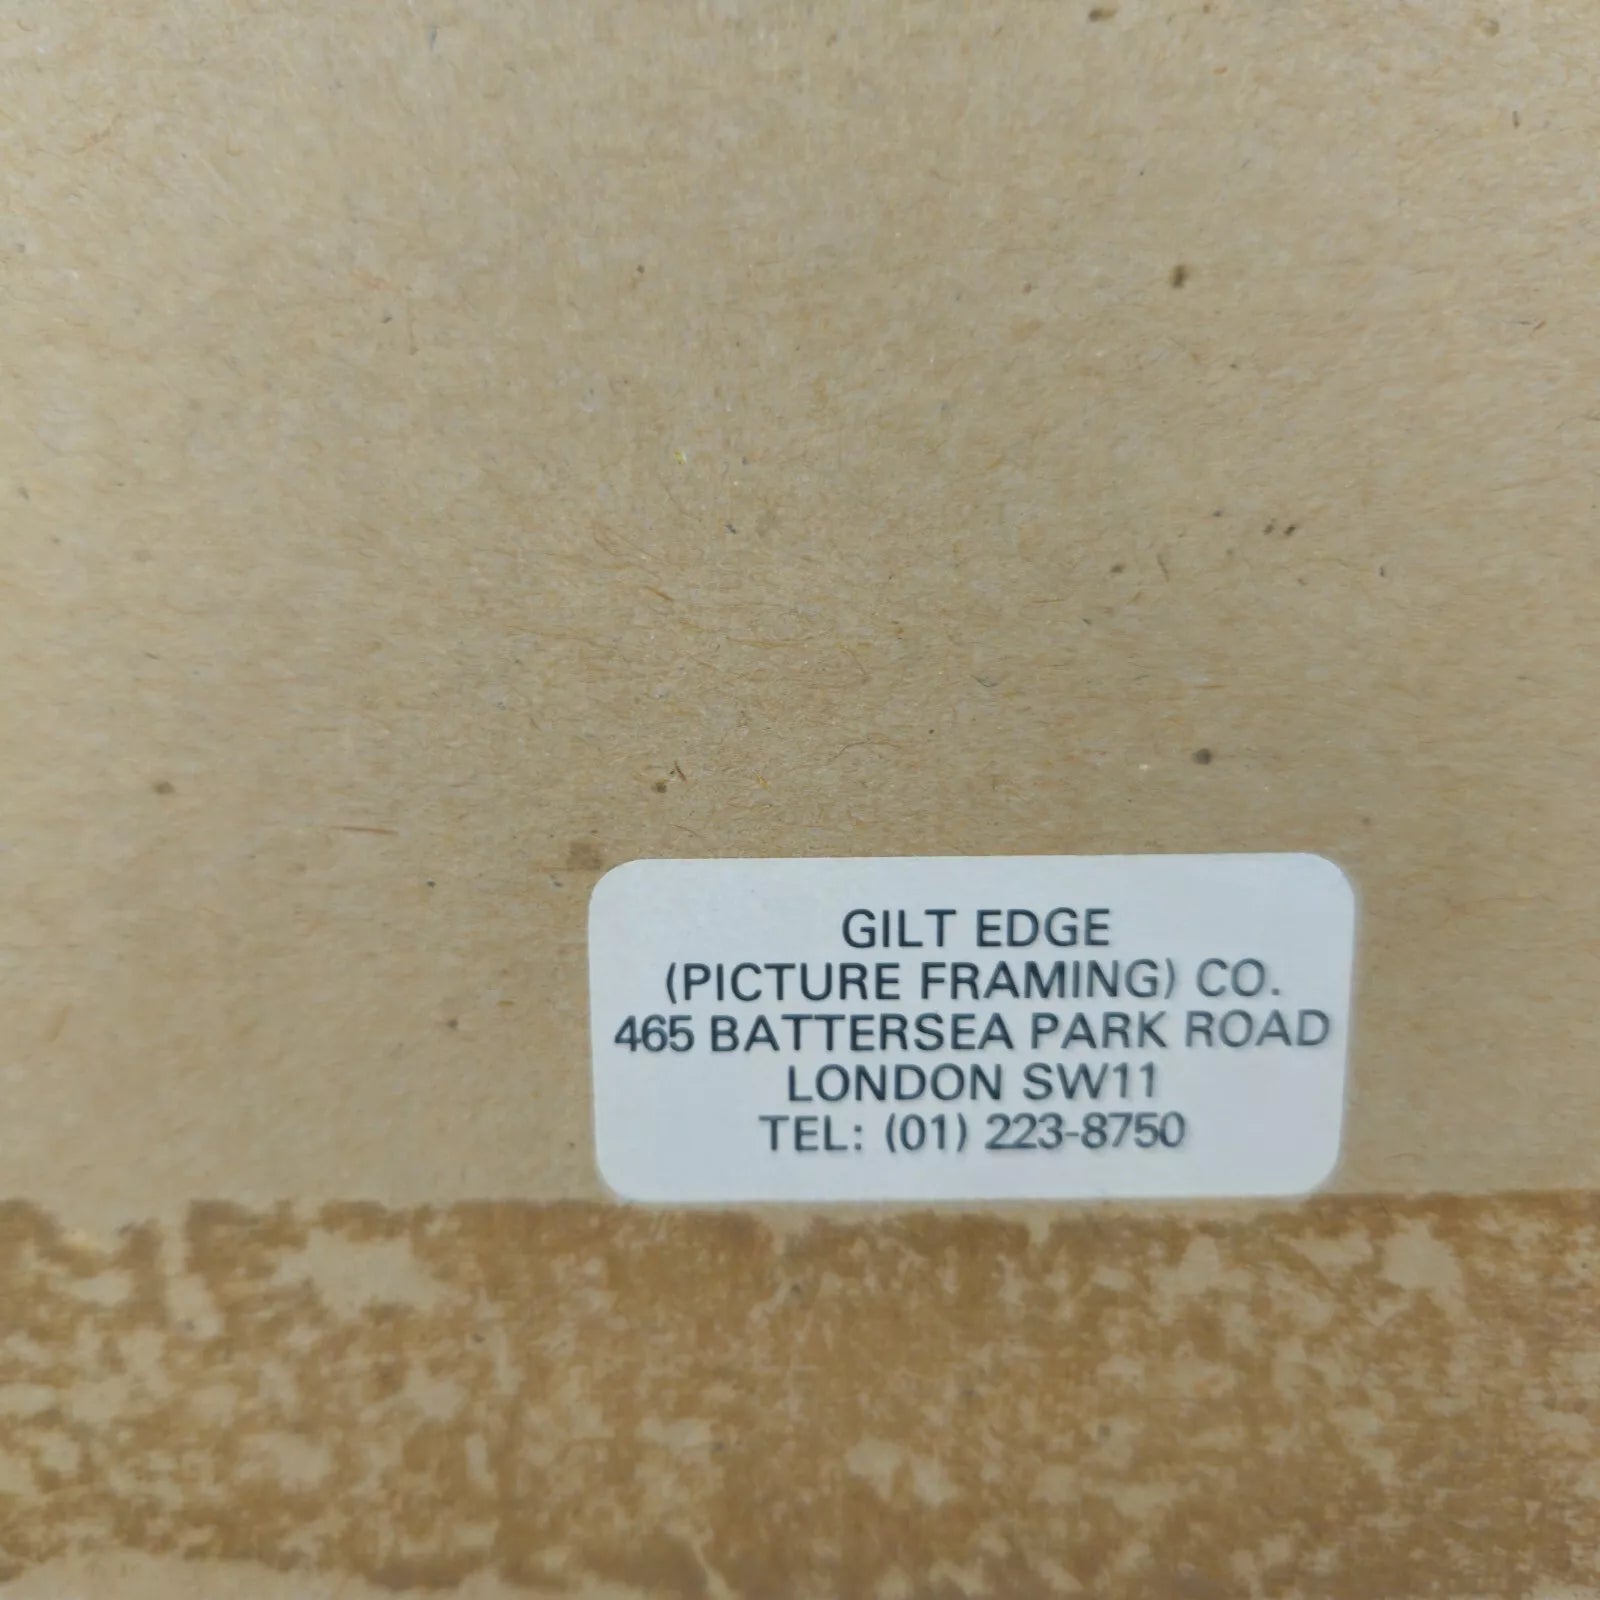 GILT EDGE
(PICTURE FRAMING) CO.
465 BATTERSEA PARK ROAD
LONDON SW11
TEL: (01) 223-8750